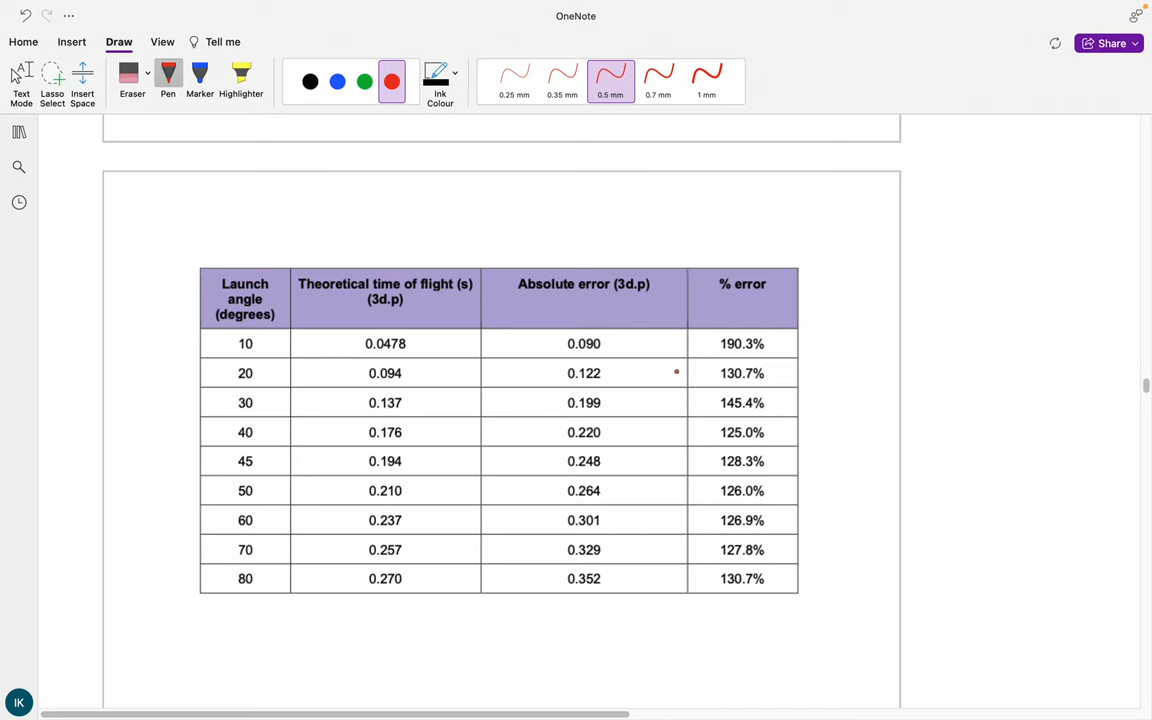 OneNote
Home Insert Draw View Tell me
Share
Text Mode
Lasso Select
Insert Space
Eraser
Pen
Marker
Highlighter
Ink Colour
0.25 mm
0.35 mm
0.5 mm
0.7 mm
1 mm
Launch angle (degrees) Theoretical time of flight (s) (3d.p) Absolute error (3d.p) % error
10 0.0478 0.090 190.3%
20 0.094 0.122 130.7%
30 0.137 0.199 145.4%
40 0.176 0.220 125.0%
45 0.194 0.248 128.3%
50 0.210 0.264 126.0%
60 0.237 0.301 126.9%
70 0.257 0.329 127.8%
80 0.270 0.352 130.7%
IK